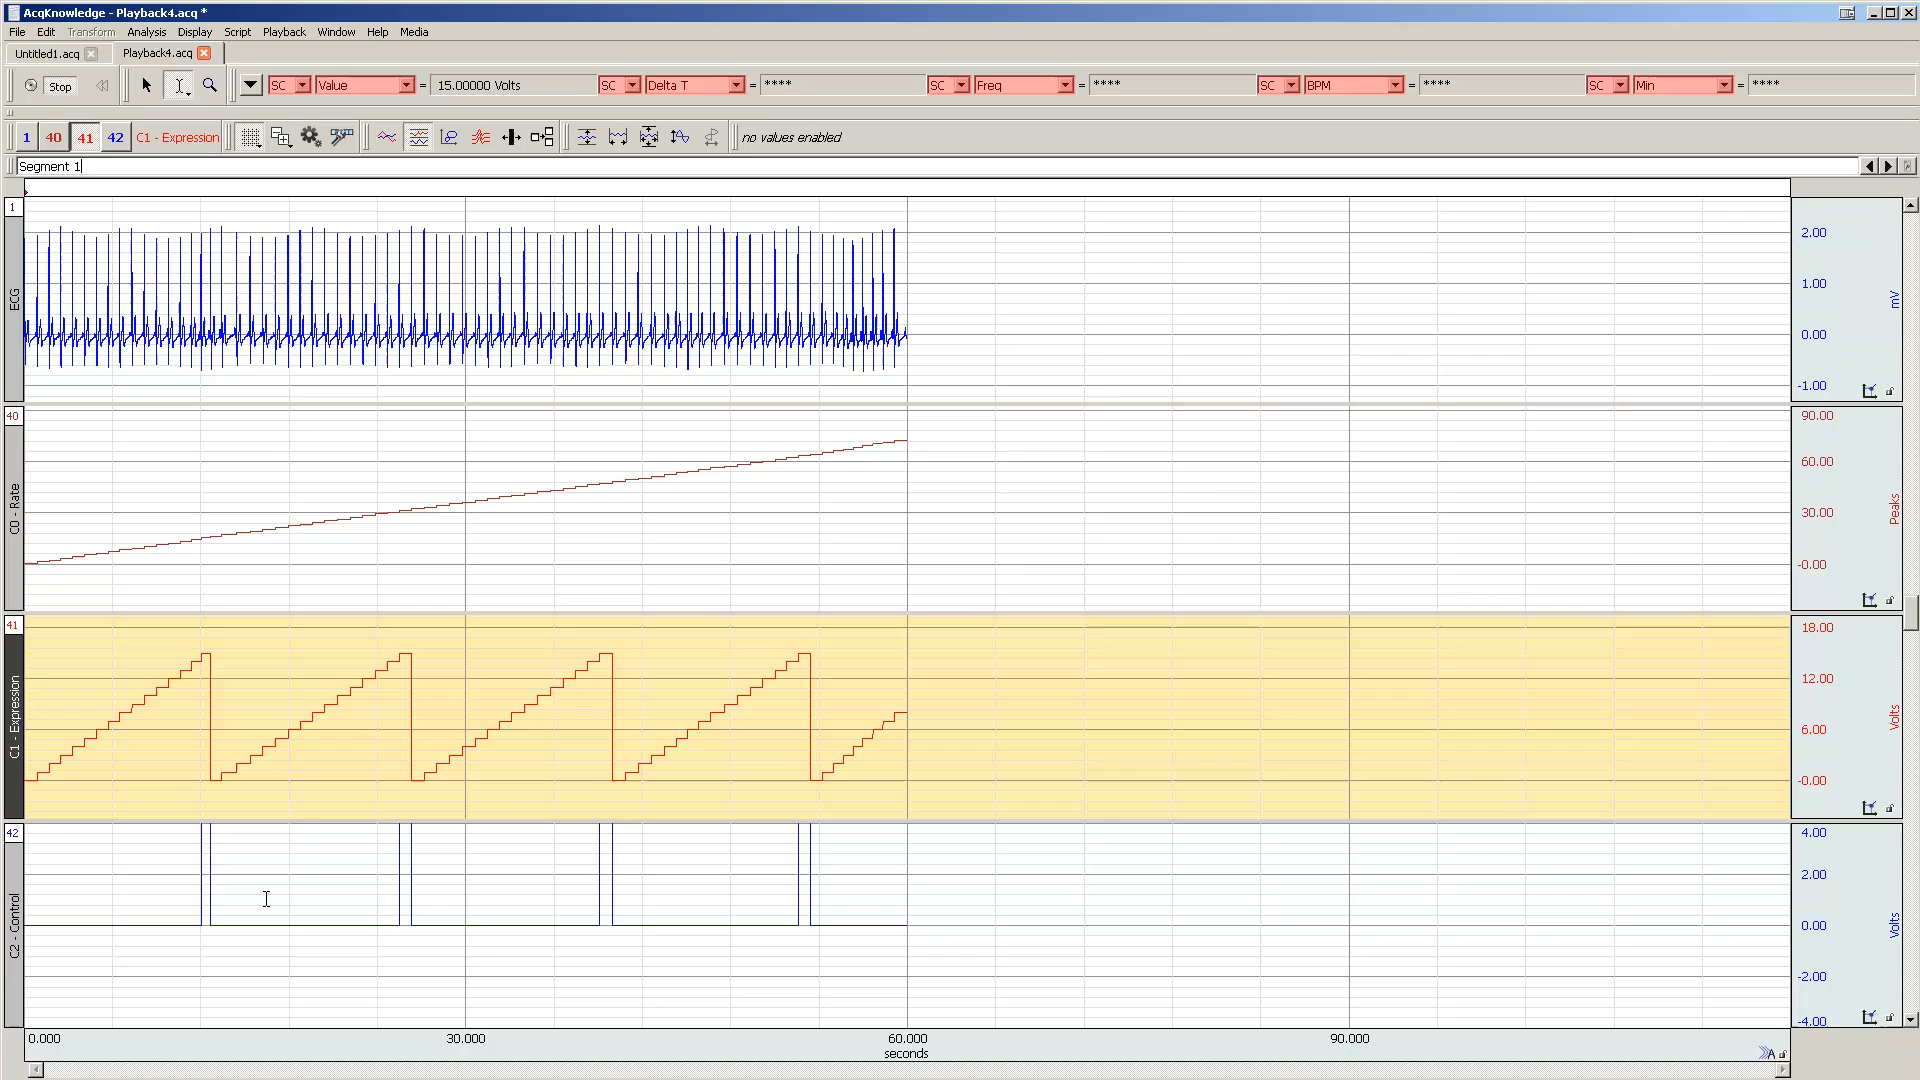 AcqKnowledge - Playback4.acq *
File Edit Transform Analysis Display Script Playback Window Help Media
Untitled1.acq Playback4.acq
Stop SC Value = 15.00000 Volts SC Delta T = **** SC Freq = **** SC BPM = **** SC Min = ****
1 40 41 42 C1 - Expression no values enabled
Segment 1
1
ECG
2.00
1.00
0.00
-1.00
mV
40
C0 - Rate
90.00
60.00
30.00
-0.00
Peaks
41
C1 - Expression
18.00
12.00
6.00
-0.00
Volts
42
C2 - Control
4.00
2.00
0.00
-2.00
-4.00
Volts
0.000 30.000 60.000 90.000
seconds
A